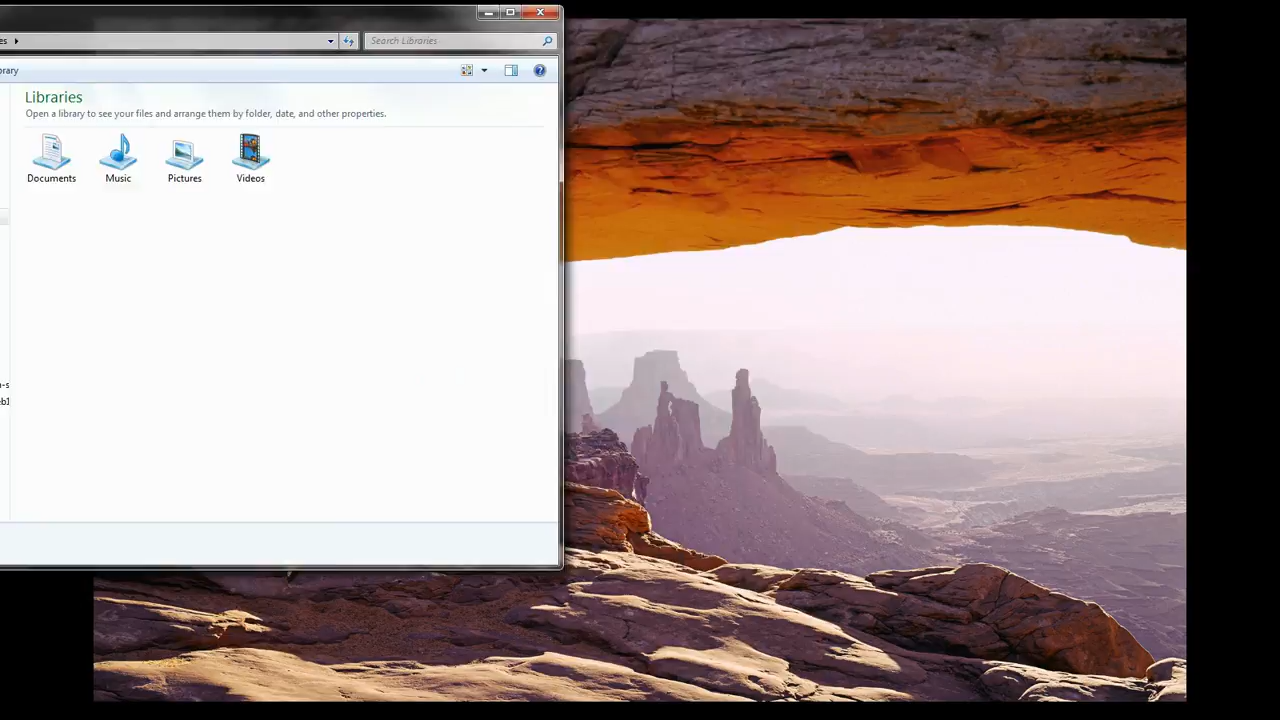 es
Search Libraries
brary
Libraries
Open a library to see your files and arrange them by folder, date, and other properties.
Documents Music Pictures Videos
-s